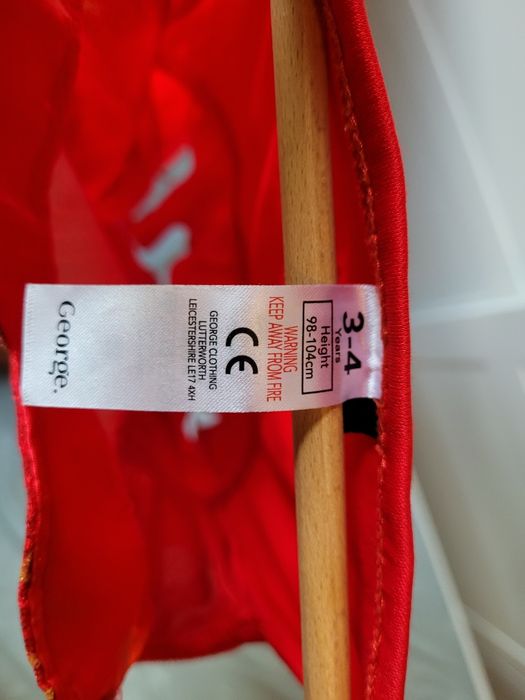 3-4
Years
Height
98-104cm
WARNING
KEEP AWAY FROM FIRE
CE
GEORGE CLOTHING
LUTTERWORTH
LEICESTERSHIRE LE17 4XH
George.